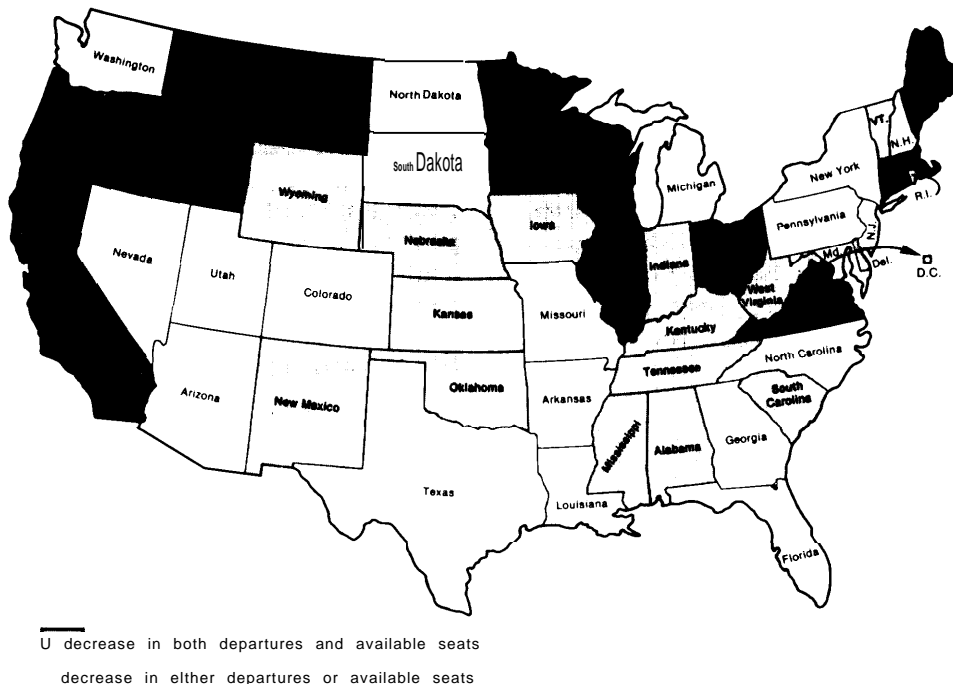 Washington
North Dakota
VT.
N.H.
South Dakota
Michigan
New York
R.I.
Wyoming
Iowa
Pennsylvania
N.J.
Nebraska
Nevada
Indiana
Md.
Del.
D.C.
Utah
Colorado
West
Virginia
Kansas
Missouri
Kentucky
North Carolina
Tennessee
Arizona
New Mexico
Oklahoma
Arkansas
South
Carolina
Mississippi
Alabama
Georgia
Texas
Louisiana
Florida
U decrease in both departures and available seats
decrease in elther departures or available seats